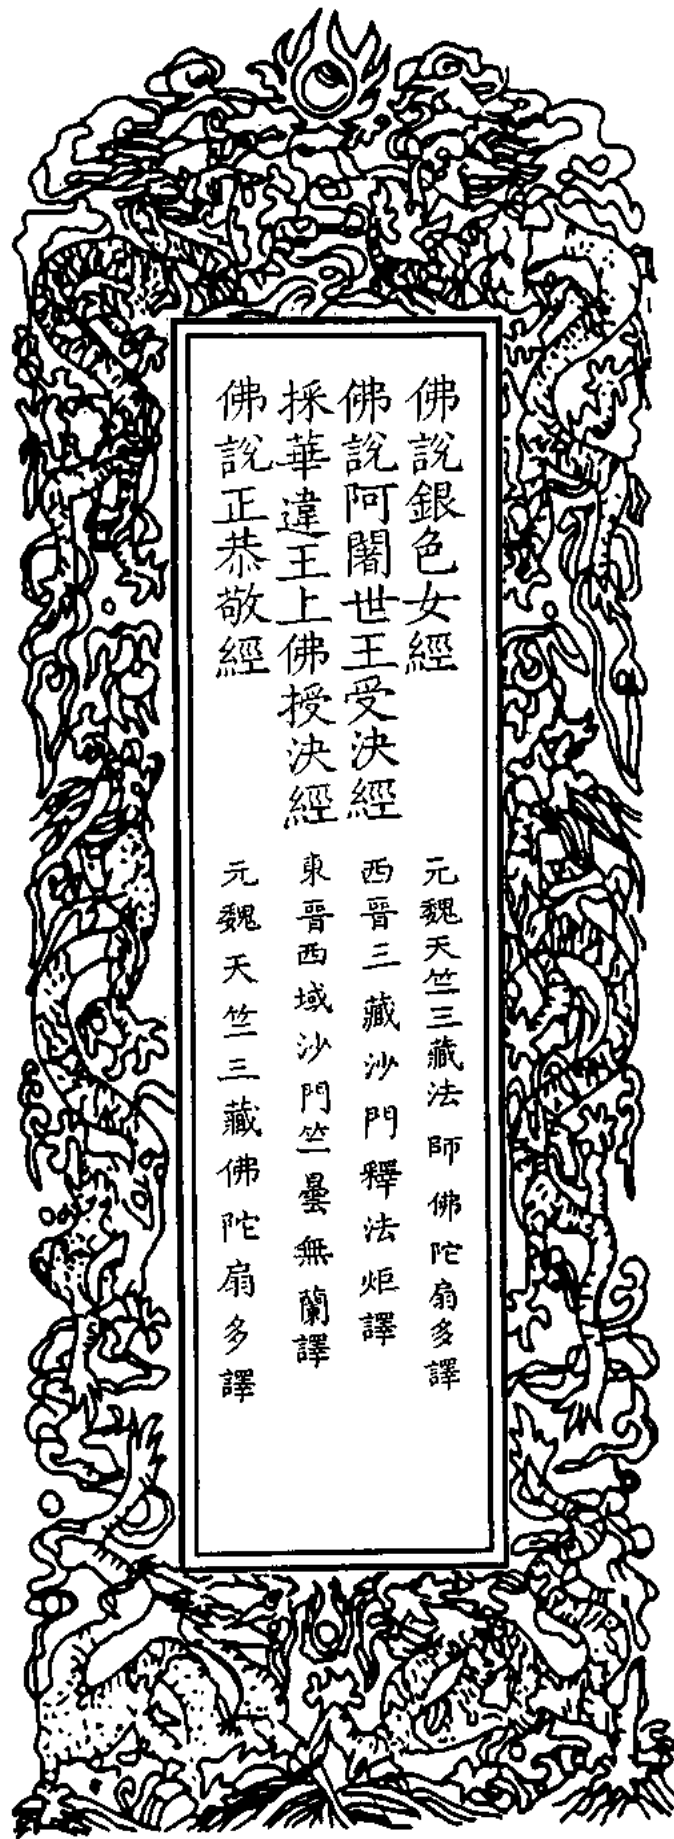 佛說銀色女經　元魏天竺三藏法師佛陀扇多譯
佛說阿闍世王受決經　西晉三藏沙門釋法炬譯
採華違王上佛授決經　東晉西域沙門竺曇無蘭譯
佛說正恭敬經　元魏天竺三藏佛陀扇多譯